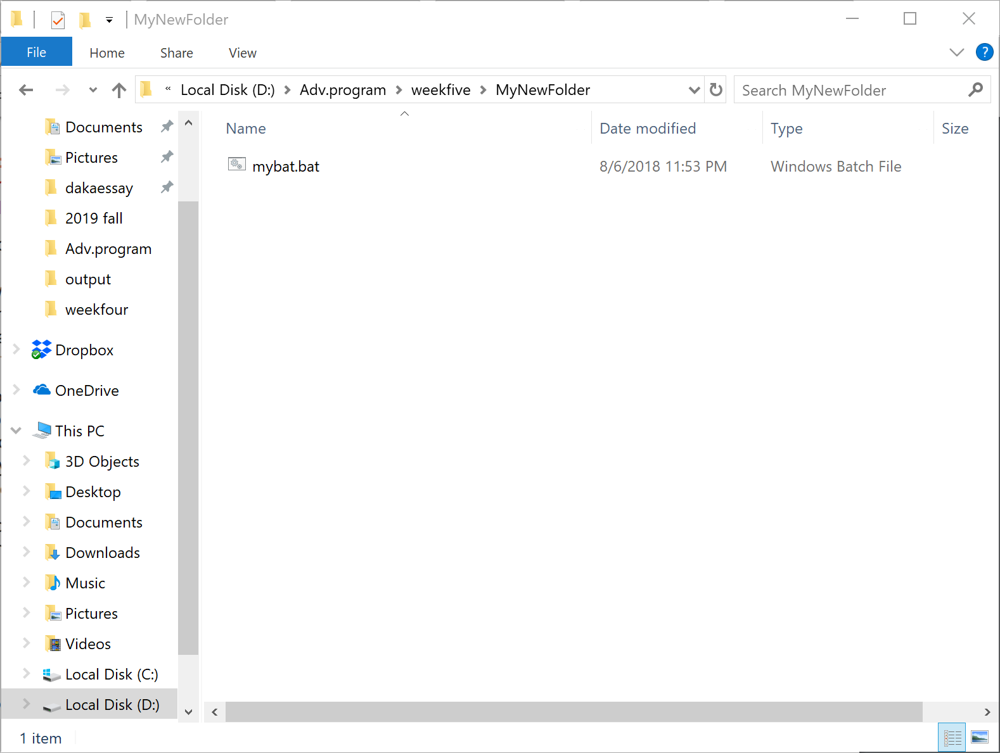 MyNewFolder
File Home Share View ?
« Local Disk (D:) > Adv.program > weekfive > MyNewFolder
Search MyNewFolder
Name Date modified Type Size
mybat.bat 8/6/2018 11:53 PM Windows Batch File
Documents
Pictures
dakaessay
2019 fall
Adv.program
output
weekfour
Dropbox
OneDrive
This PC
3D Objects
Desktop
Documents
Downloads
Music
Pictures
Videos
Local Disk (C:)
Local Disk (D:)
1 item